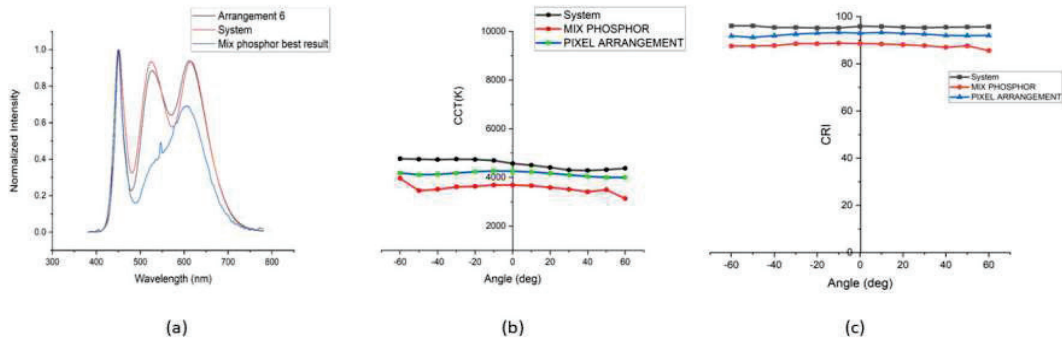 Arrangement 6
System
Mix phosphor best result
1.0
0.8
0.6
0.4
0.2
0.0
Normalized Intensity
300 400 500 600 700 800
Wavelength (nm)
(a)
System
MIX PHOSPHOR
PIXEL ARRANGEMENT
10000
8000
6000
4000
2000
CCT(K)
-60 -40 -20 0 20 40 60
Angle (deg)
(b)
100
80
60
40
20
0
CRI
System
MIX PHOSPHOR
PIXEL ARRANGEMENT
-60 -40 -20 0 20 40 60
Angle (deg)
(c)